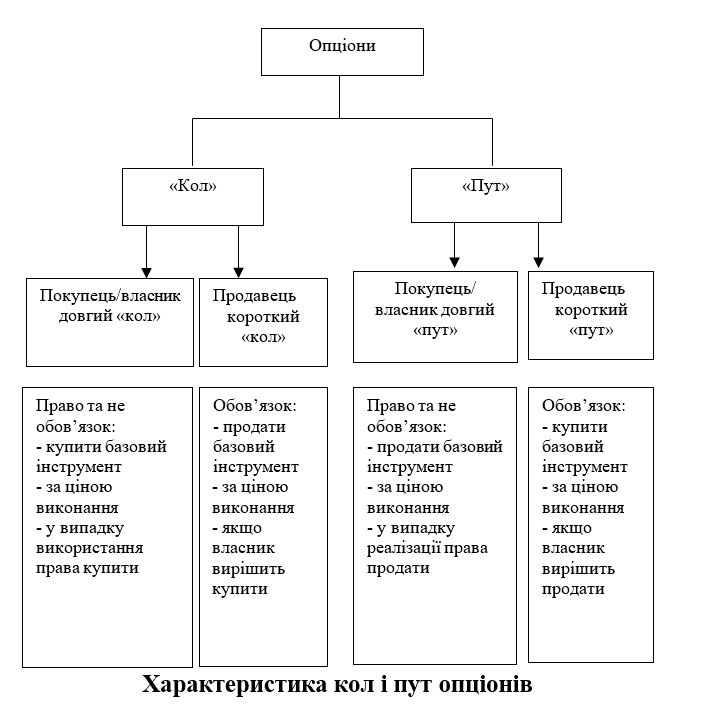 Опціони
«Кол»
«Пут»
Покупець/власник
довгий «кол»
Продавець
короткий
«кол»
Покупець/
власник довгий
«пут»
Продавець
короткий
«пут»
Право та не
обов’язок:
- купити базовий
інструмент
- за ціною
виконання
- у випадку
використання
права купити
Обов’язок:
- продати
базовий
інструмент
- за ціною
виконання
- якщо
власник
вирішить
купити
Право та не
обов’язок:
- продати базовий
інструмент
- за ціною
виконання
- у випадку
реалізації права
продати
Обов’язок:
- купити
базовий
інструмент
- за ціною
виконання
- якщо
власник
вирішить
продати
Характеристика кол і пут опціонів